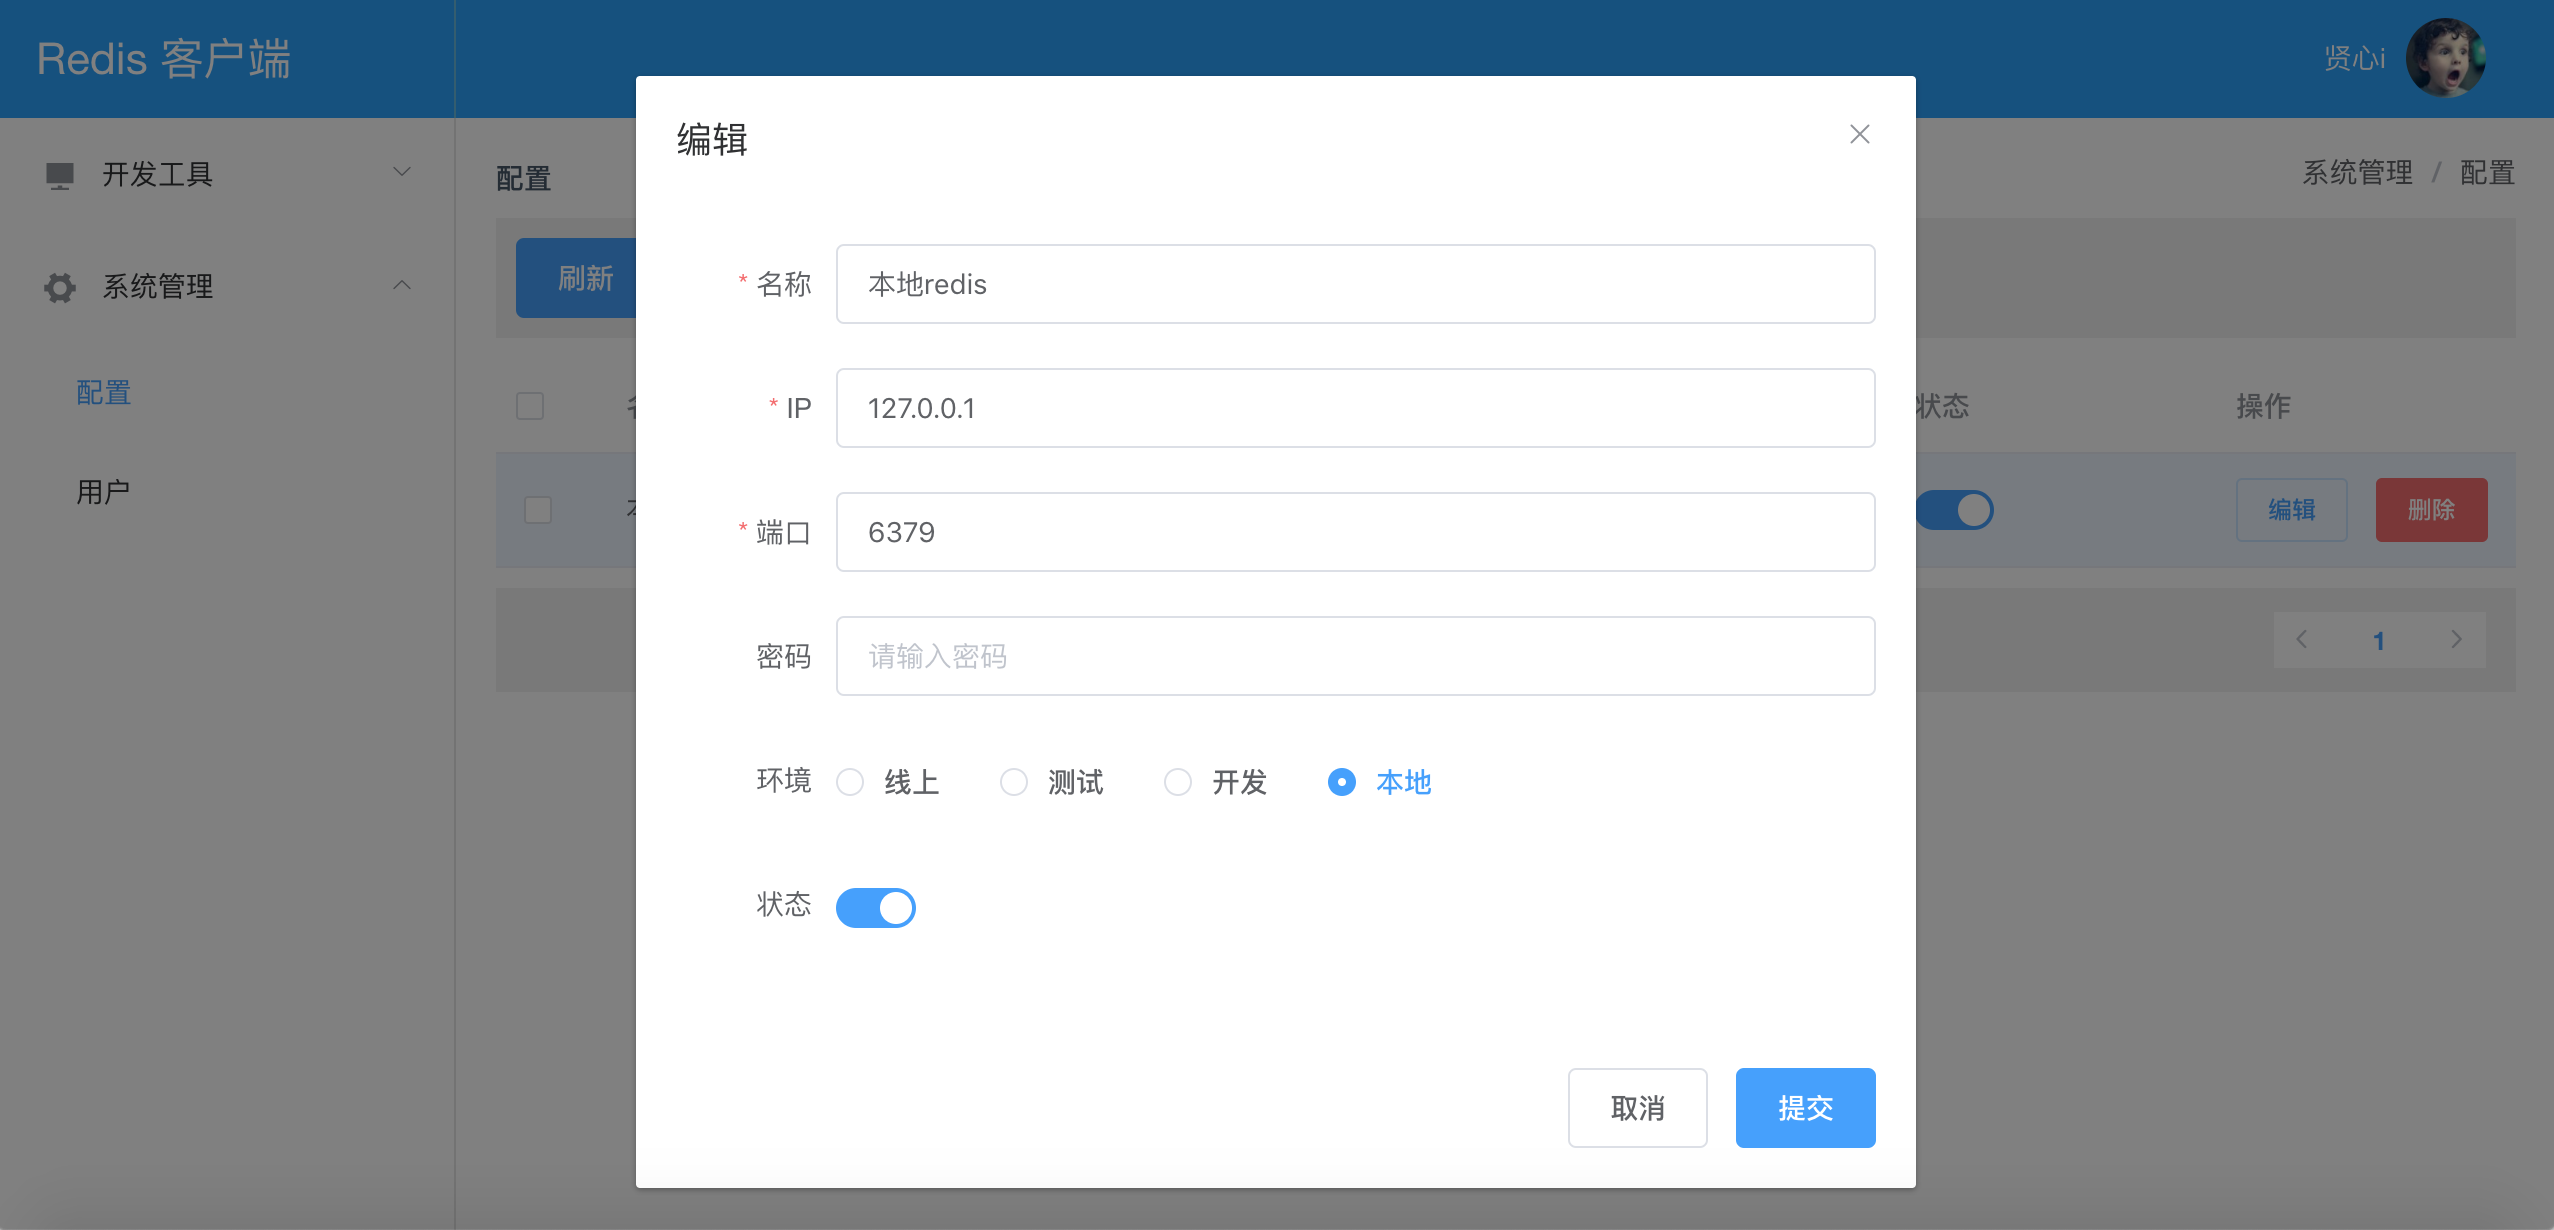 Redis 客户端
贤心i
开发工具
系统管理
配置
用户
配置
系统管理 / 配置
刷新
状态
操作
编辑
删除
1
编辑
* 名称
本地redis
* IP
127.0.0.1
* 端口
6379
密码
请输入密码
环境
线上
测试
开发
本地
状态
取消
提交